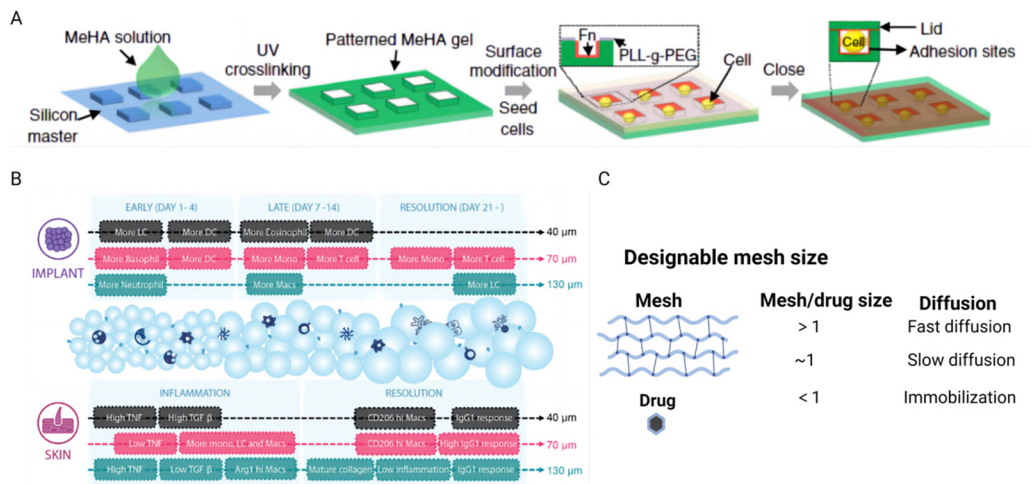 A
MeHA solution
Silicon
master
UV
crosslinking
Patterned MeHA gel
Surface
modification
Seed
cells
Fn
PLL-g-PEG
Cell
Close
Cell
Lid
Adhesion sites
B
EARLY (DAY 1- 4)
LATE (DAY 7 -14)
RESOLUTION (DAY 21 - )
More LC
More DC
More Eosinophil
More DC
40 μm
More Basophil
More DC
More Mono
More T cell
More Mono
More T cell
70 μm
More Neutrophil
More Macs
More LC
130 μm
IMPLANT
INFLAMMATION
RESOLUTION
High TNF
High TGF β
CD206 hi Macs
IgG1 response
40 μm
Low TNF
More mono, LC and Macs
CD206 hi Macs
High IgG1 response
70 μm
High TNF
Low TGF β
Arg1 hi Macs
Mature collagen
Low inflammation
IgG1 response
130 μm
SKIN
C
Designable mesh size
Mesh
Drug
Mesh/drug size
Diffusion
> 1
Fast diffusion
~1
Slow diffusion
< 1
Immobilization